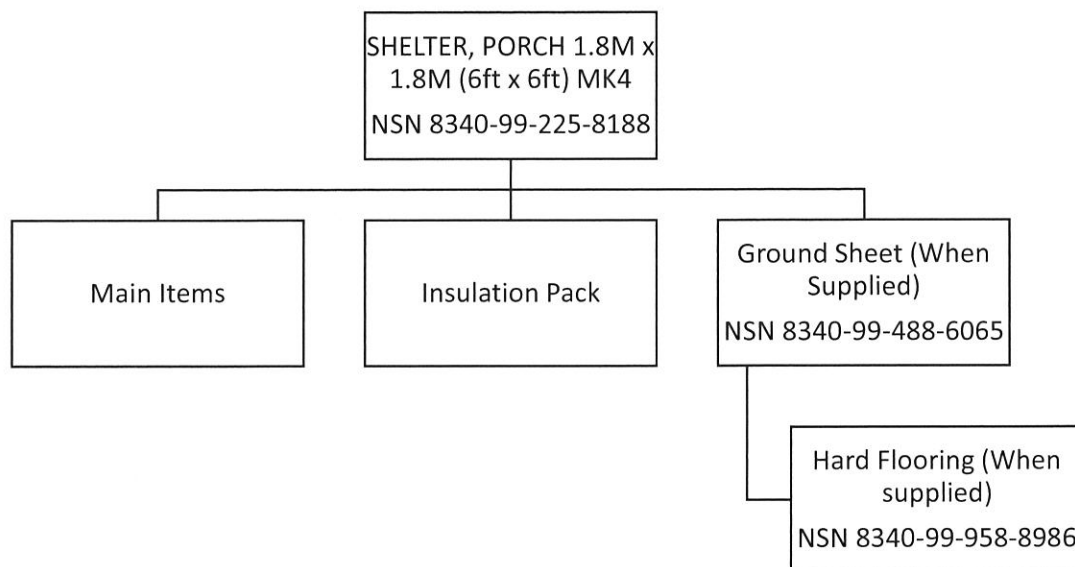 SHELTER, PORCH 1.8M x
1.8M (6ft x 6ft) MK4
NSN 8340-99-225-8188
Main Items
Insulation Pack
Ground Sheet (When
Supplied)
NSN 8340-99-488-6065
Hard Flooring (When
supplied)
NSN 8340-99-958-8986